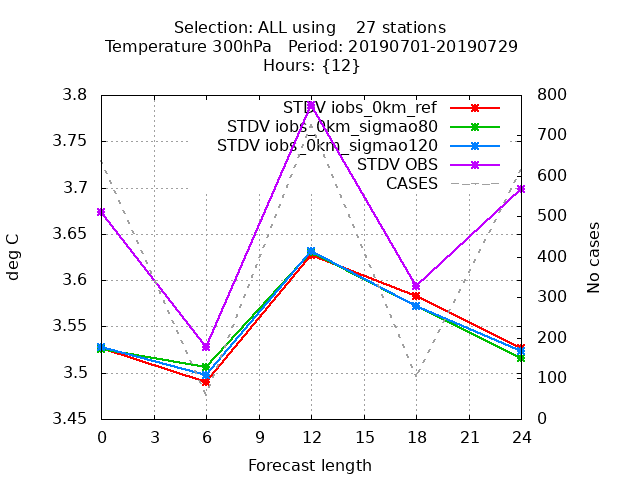 Selection: ALL using    27 stations
Temperature 300hPa   Period: 20190701-20190729
Hours: {12}
STDV iobs_0km_ref
STDV iobs_0km_sigmao80
STDV iobs_0km_sigmao120
STDV OBS
CASES
3.8
3.75
3.7
3.65
3.6
3.55
3.5
3.45
800
700
600
500
400
300
200
100
0
deg C
No cases
0 3 6 9 12 15 18 21 24
Forecast length